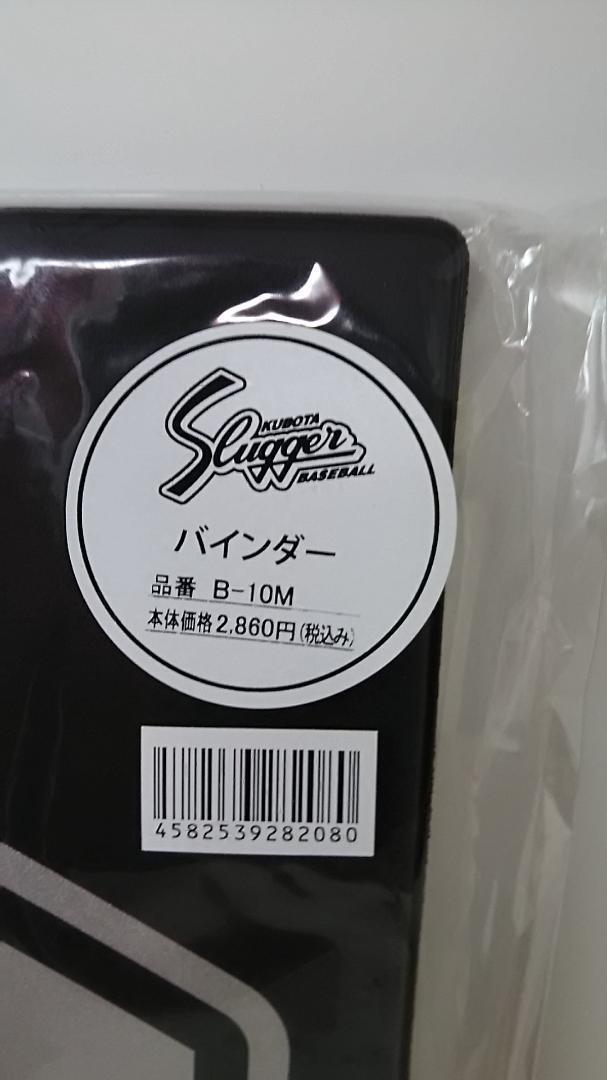 KUBOTA
Slugger
BASEBALL
バインダー
品番 B-10M
本体価格2,860円(税込み)
4582539282080